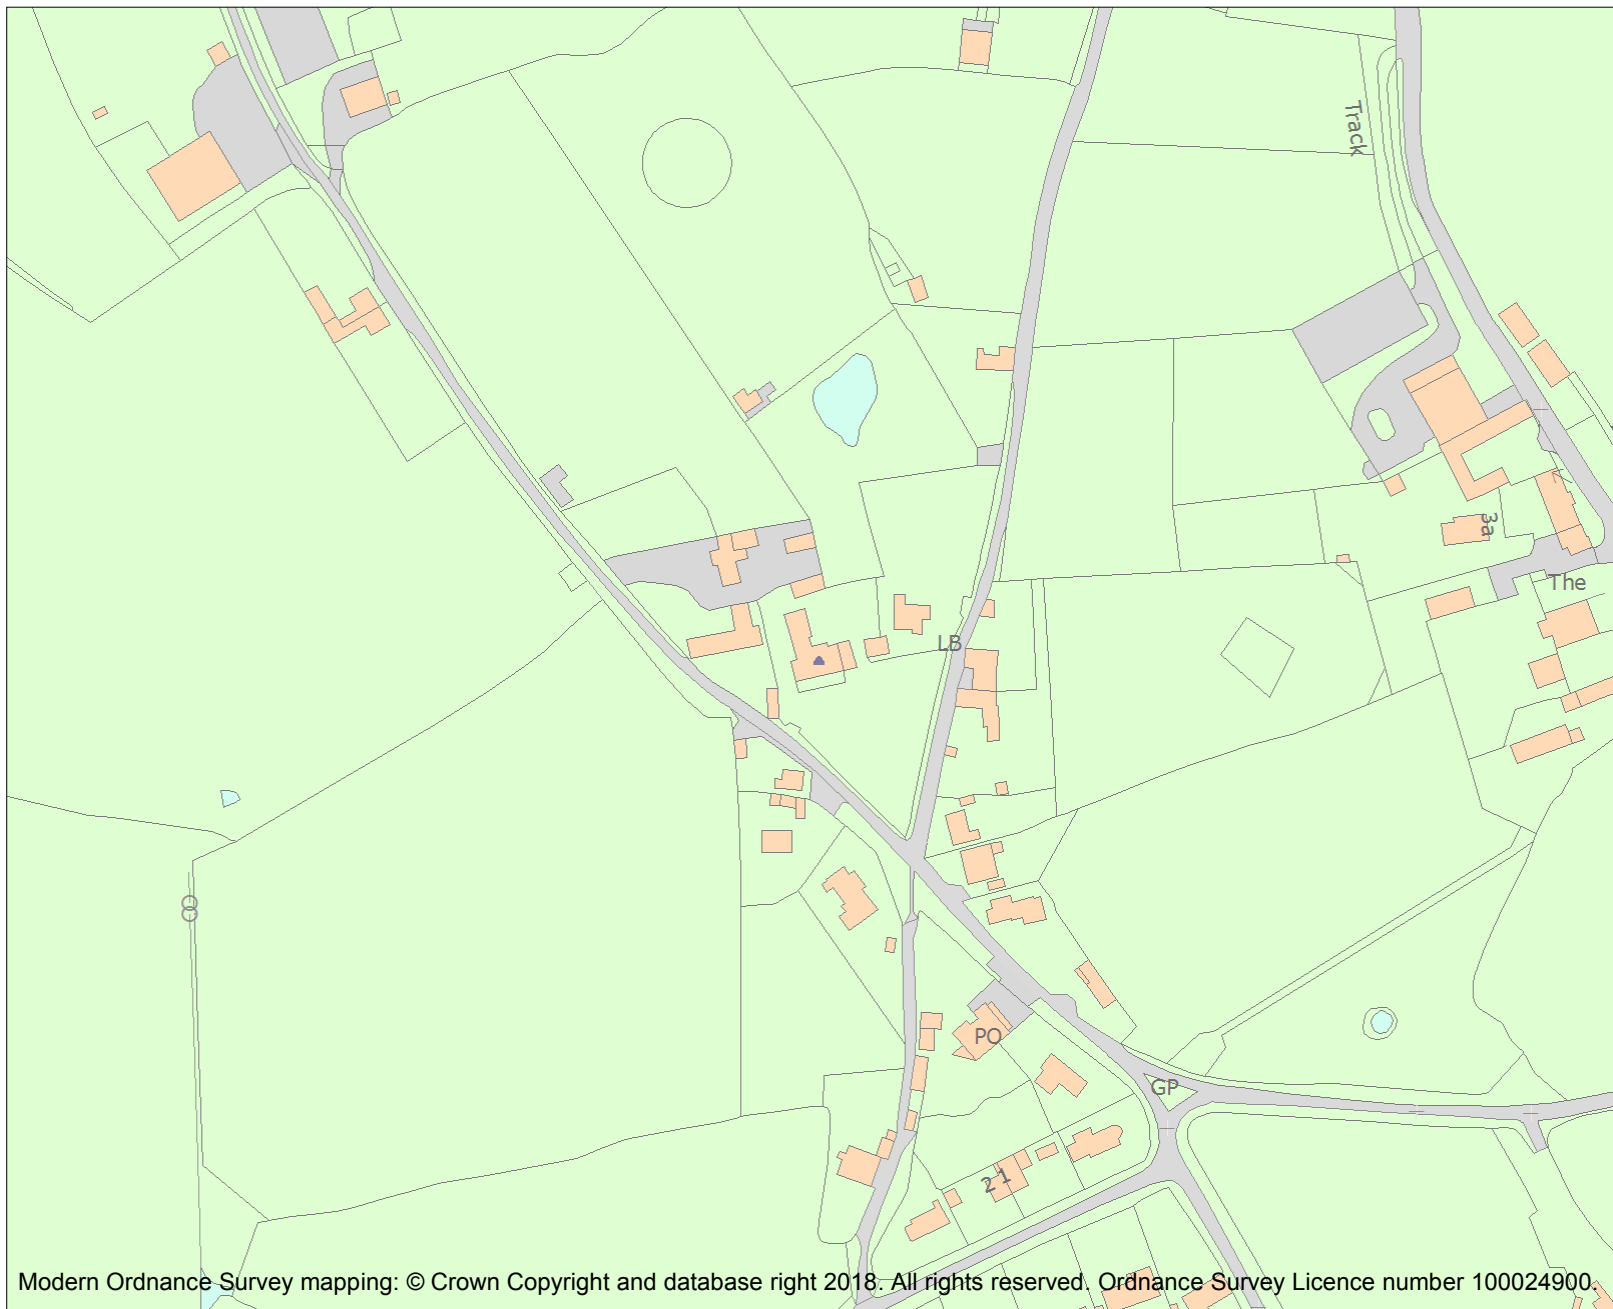 Track
3a
The
LB
PO
GP
2 1
Modern Ordnance Survey mapping: © Crown Copyright and database right 2018. All rights reserved. Ordnance Survey Licence number 100024900.